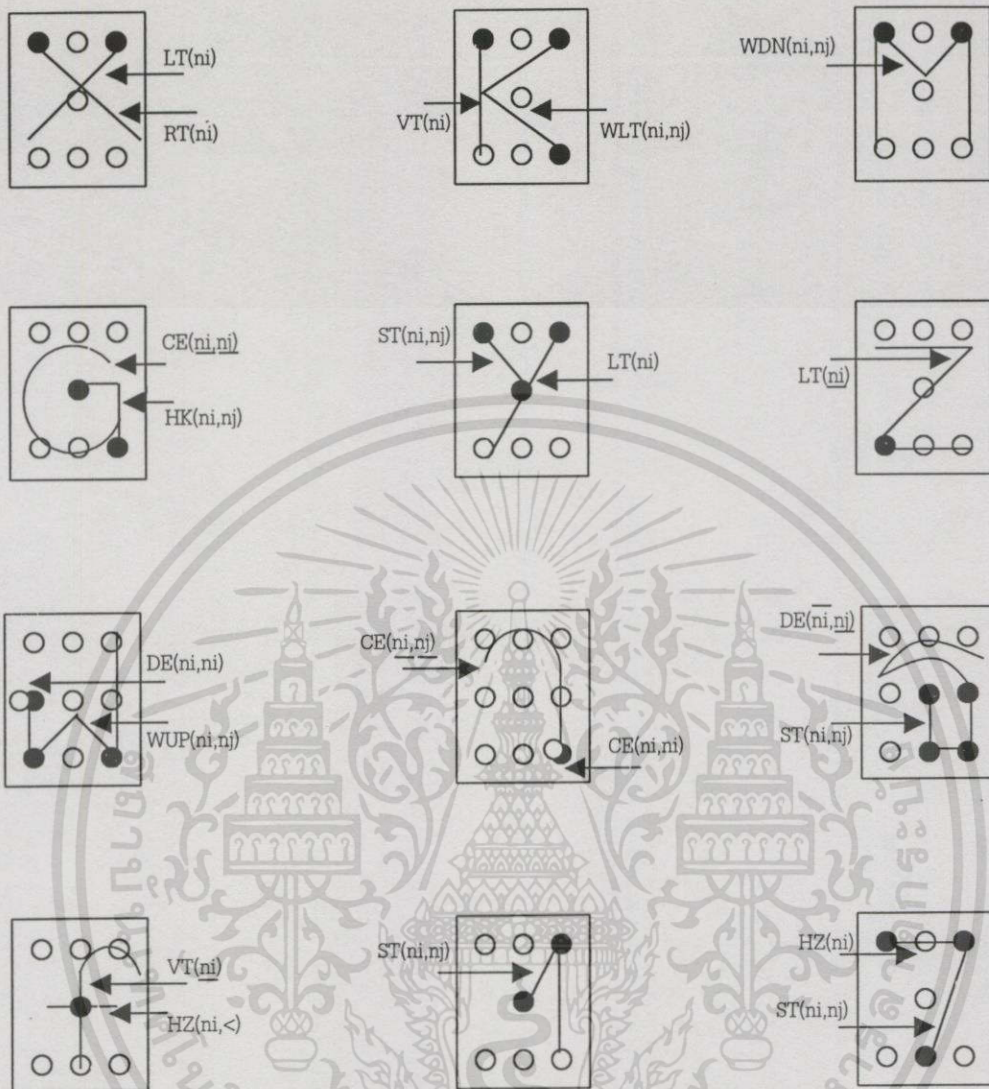 LT(ni)
RT(ni)
VT(ni)
WLT(ni,nj)
WDN(ni,nj)
CE(ni,nj)
HK(ni,nj)
ST(ni,nj)
LT(ni)
LT(ni)
DE(ni,ni)
WUP(ni,nj)
CE(ni,nj)
CE(ni,ni)
DE(ni,nj)
ST(ni,nj)
VT(ni)
HZ(ni,<)
ST(ni,nj)
HZ(ni)
ST(ni,nj)